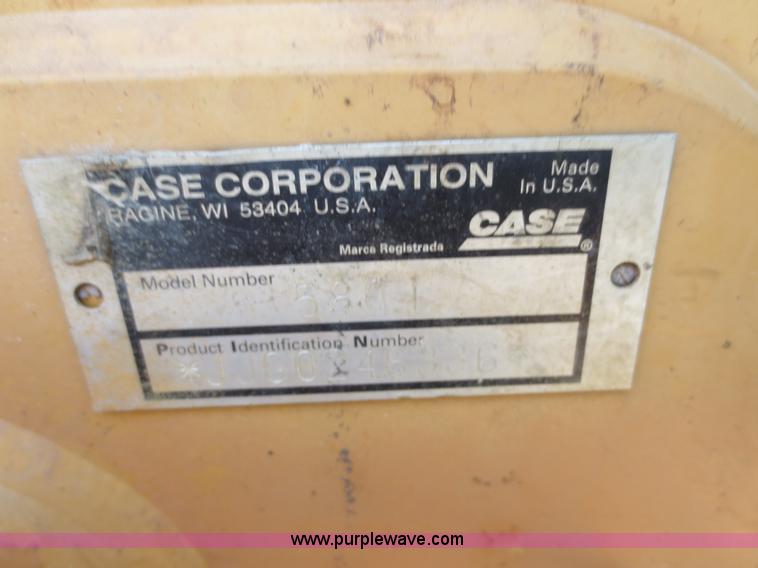 CASE CORPORATION
RACINE, WI 53404 U.S.A.
Made
In U.S.A.
CASE
Marca Registrada ®
Model Number
Product Identification Number
www.purplewave.com